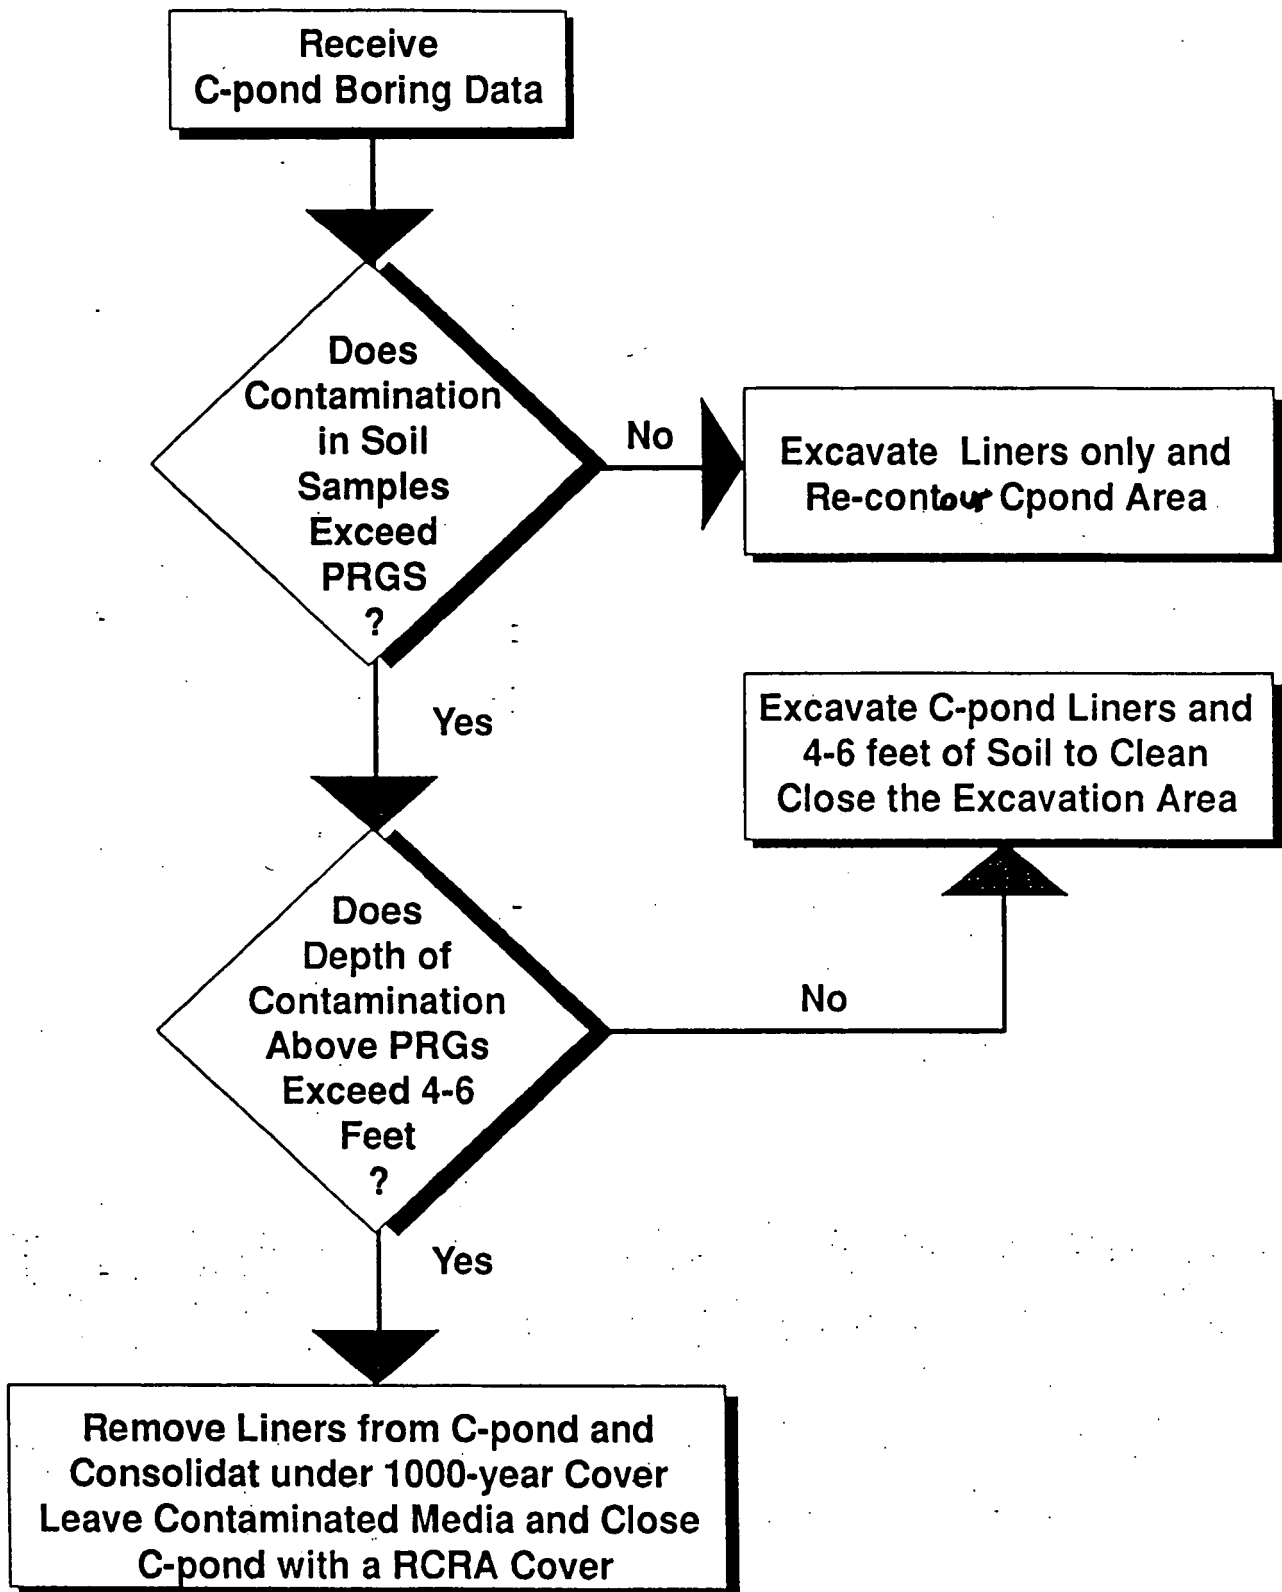 Receive
C-pond Boring Data
Does
Contamination
in Soil
Samples
Exceed
PRGS
?
No
Excavate Liners only and
Re-contour Cpond Area
Yes
Excavate C-pond Liners and
4-6 feet of Soil to Clean
Close the Excavation Area
Does
Depth of
Contamination
Above PRGs
Exceed 4-6
Feet
?
No
Yes
Remove Liners from C-pond and
Consolidat under 1000-year Cover
Leave Contaminated Media and Close
C-pond with a RCRA Cover